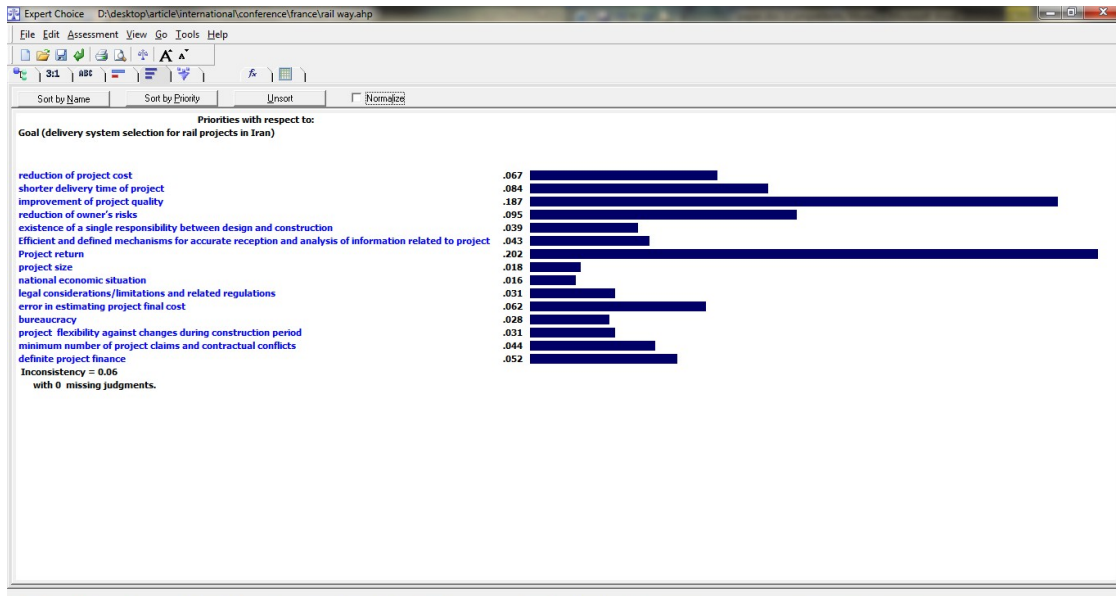 Expert Choice D:\desktop\article\international\conference\france\rail way.ahp
File Edit Assessment View Go Tools Help
A A
3:1 ABC fx
Sort by Name Sort by Priority Unsort Normalize
Priorities with respect to:
Goal (delivery system selection for rail projects in Iran)
reduction of project cost .067
shorter delivery time of project .084
improvement of project quality .187
reduction of owner's risks .095
existence of a single responsibility between design and construction .039
Efficient and defined mechanisms for accurate reception and analysis of information related to project .043
Project return .202
project size .018
national economic situation .016
legal considerations/limitations and related regulations .031
error in estimating project final cost .062
bureaucracy .028
project flexibility against changes during construction period .031
minimum number of project claims and contractual conflicts .044
definite project finance .052
Inconsistency = 0.06
with 0 missing judgments.